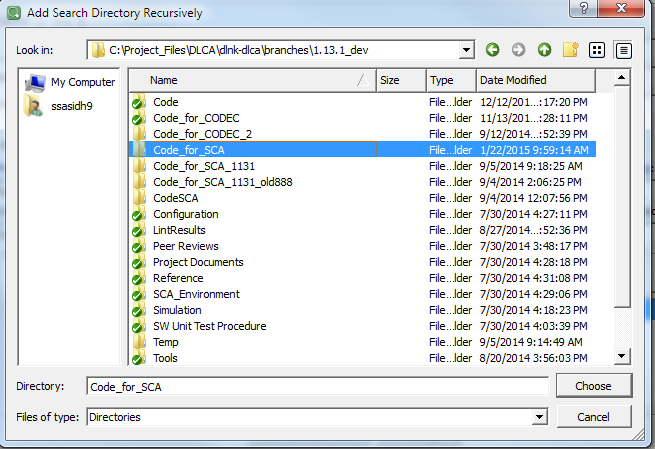 Add Search Directory Recursively
Look in: C:\Project_Files\DLCA\dlnk-dlca\branches\1.13.1_dev
My Computer
ssasidh9
Name Size Type Date Modified
Code File...lder 12/12/201...:17:20 PM
Code_for_CODEC File...lder 11/13/201...:28:11 PM
Code_for_CODEC_2 File...lder 9/12/2014...:52:39 PM
Code_for_SCA File...lder 1/22/2015 9:59:14 AM
Code_for_SCA_1131 File...lder 9/5/2014 9:18:25 AM
Code_for_SCA_1131_old888 File...lder 9/4/2014 2:06:25 PM
CodeSCA File...lder 9/4/2014 12:07:56 PM
Configuration File...lder 7/30/2014 4:27:11 PM
LintResults File...lder 8/27/2014...:52:36 PM
Peer Reviews File...lder 7/30/2014 3:48:17 PM
Project Documents File...lder 7/30/2014 4:28:18 PM
Reference File...lder 7/30/2014 4:31:08 PM
SCA_Environment File...lder 7/30/2014 4:29:06 PM
Simulation File...lder 7/30/2014 4:18:23 PM
SW Unit Test Procedure File...lder 7/30/2014 4:03:39 PM
Temp File...lder 9/5/2014 9:14:49 AM
Tools File...lder 8/20/2014 3:56:03 PM
Directory: Code_for_SCA Choose
Files of type: Directories Cancel